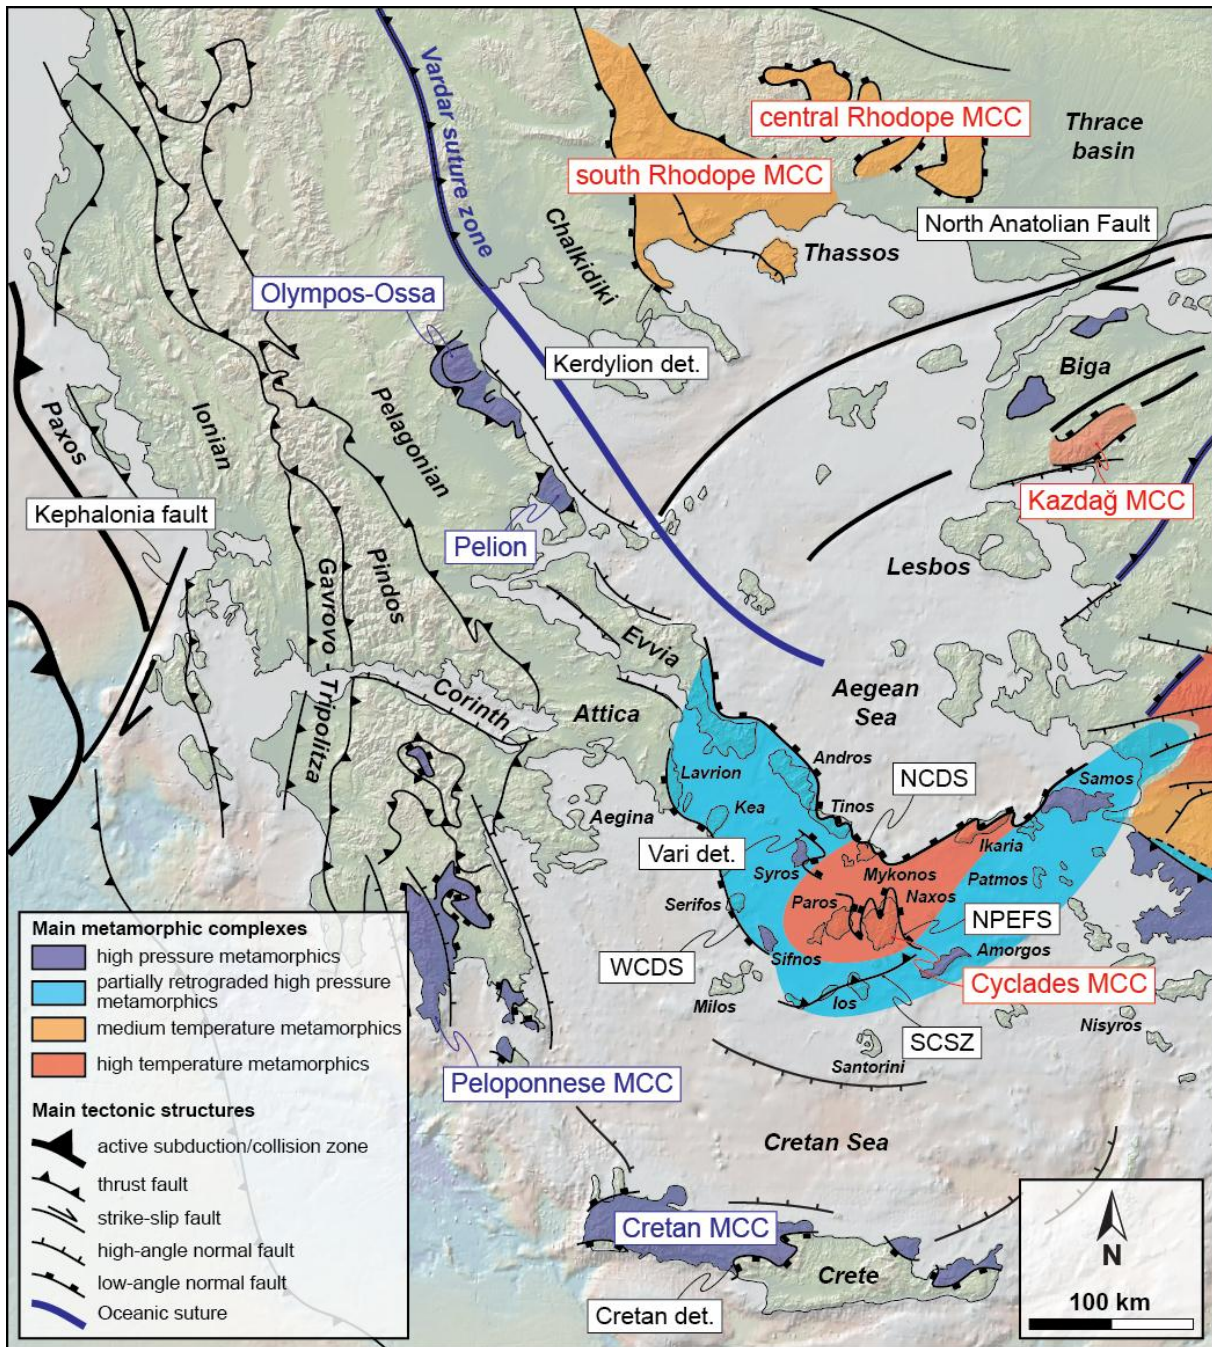 Vardar suture zone
central Rhodope MCC
Thrace
basin
south Rhodope MCC
North Anatolian Fault
Chalkidiki
Thassos
Olympos-Ossa
Kerdylion det.
Biga
Paxos
Ionian
Pelagonian
Kazdağ MCC
Kephalonia fault
Pelion
Lesbos
Gavrovo - Tripolitza
Pindos
Evvia
Corinth
Attica
Aegean
Sea
Andros
Lavrion
NCDS
Samos
Kea
Tinos
Aegina
Ikaria
Vari det.
Syros
Mykonos
Patmos
Serifos
Paros
Naxos
NPEFS
WCDS
Sifnos
Amorgos
Cyclades MCC
Milos
Ios
Nisyros
SCSZ
Santorini
Peloponnese MCC
Cretan Sea
Cretan MCC
Crete
Cretan det.
Main metamorphic complexes
high pressure metamorphics
partially retrograded high pressure
metamorphics
medium temperature metamorphics
high temperature metamorphics
Main tectonic structures
active subduction/collision zone
thrust fault
strike-slip fault
high-angle normal fault
low-angle normal fault
Oceanic suture
N
100 km